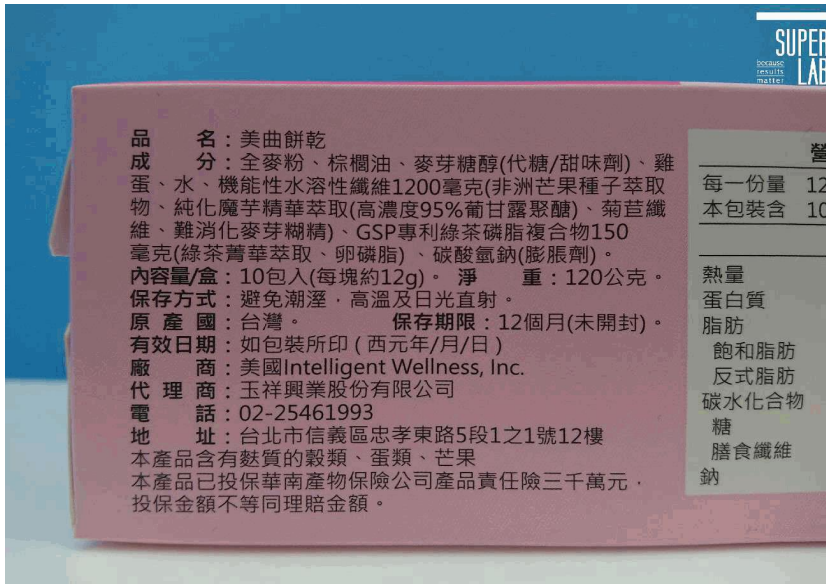 SUPER
LAB
because
results
matter
品 名：美曲餅乾
成 分：全麥粉、棕櫚油、麥芽糖醇(代糖/甜味劑)、雞
蛋、水、機能性水溶性纖維1200毫克(非洲芒果種子萃取
物、純化魔芋精華萃取(高濃度95%葡甘露聚醣)、菊苣纖
維、難消化麥芽糊精)、GSP專利綠茶磷脂複合物150
毫克(綠茶菁華萃取、卵磷脂)、碳酸氫鈉(膨脹劑)。
內容量/盒：10包入(每塊約12g)。 淨 重：120公克。
保存方式：避免潮溼，高溫及日光直射。
原 產 國：台灣。 保存期限：12個月(未開封)。
有效日期：如包裝所印 ( 西元年/月/日 )
廠 商：美國Intelligent Wellness, Inc.
代 理 商：玉祥興業股份有限公司
電 話：02-25461993
地 址：台北市信義區忠孝東路5段1之1號12樓
本產品含有麩質的穀類、蛋類、芒果
本產品已投保華南產物保險公司產品責任險三千萬元，
投保金額不等同理賠金額。
營
每一份量 12
本包裝含 10
熱量
蛋白質
脂肪
飽和脂肪
反式脂肪
碳水化合物
糖
膳食纖維
鈉